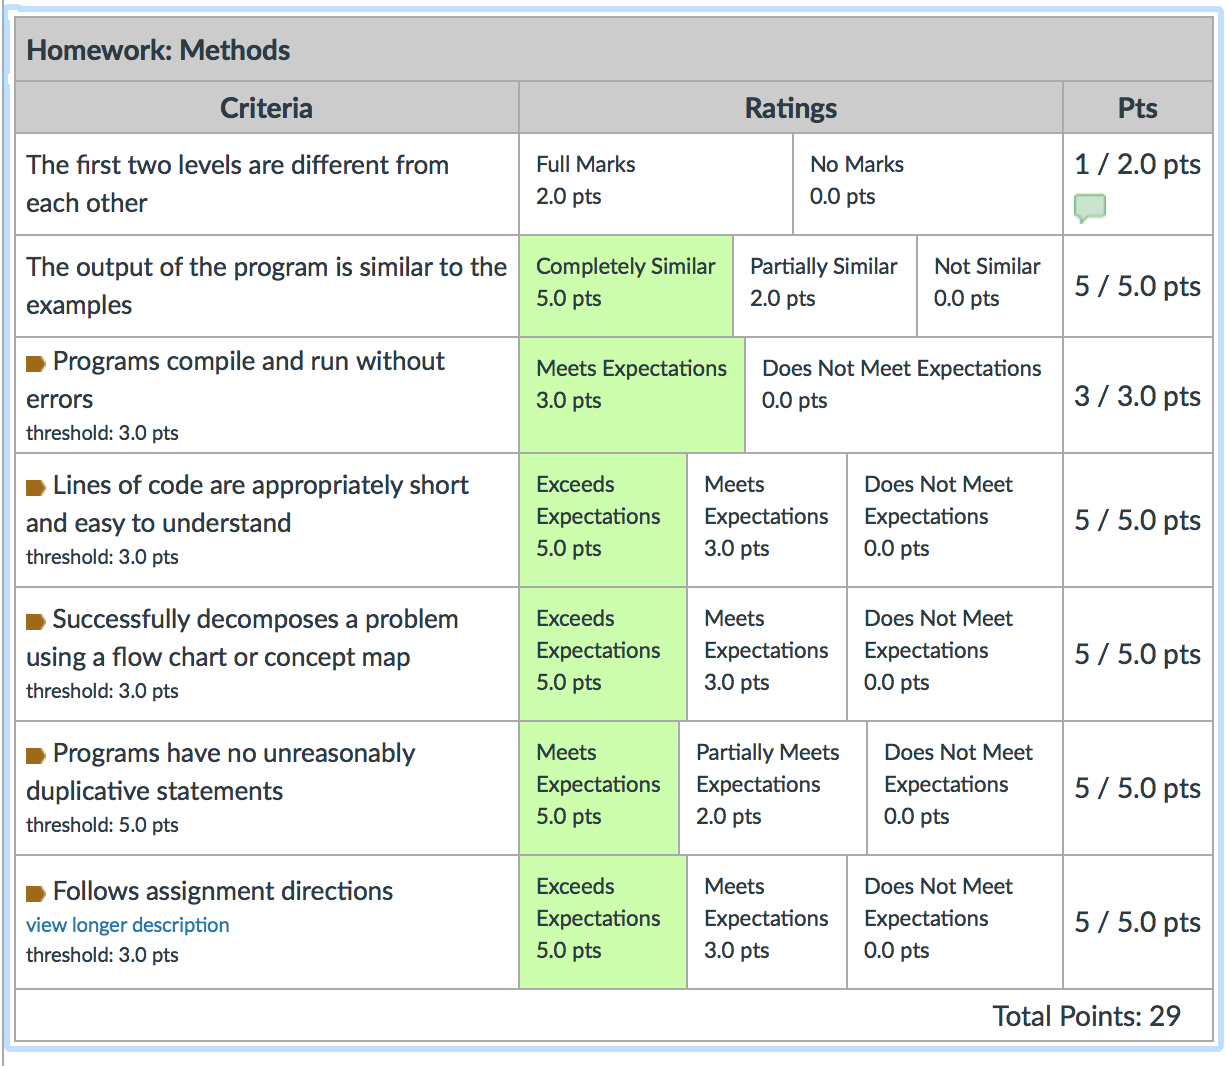 Homework: Methods
Criteria
Ratings
Pts
The first two levels are different from
each other
Full Marks
2.0 pts
No Marks
0.0 pts
1 / 2.0 pts
The output of the program is similar to the
examples
Completely Similar
5.0 pts
Partially Similar
2.0 pts
Not Similar
0.0 pts
5 / 5.0 pts
Programs compile and run without
errors
threshold: 3.0 pts
Meets Expectations
3.0 pts
Does Not Meet Expectations
0.0 pts
3 / 3.0 pts
Lines of code are appropriately short
and easy to understand
threshold: 3.0 pts
Exceeds
Expectations
5.0 pts
Meets
Expectations
3.0 pts
Does Not Meet
Expectations
0.0 pts
5 / 5.0 pts
Successfully decomposes a problem
using a flow chart or concept map
threshold: 3.0 pts
Exceeds
Expectations
5.0 pts
Meets
Expectations
3.0 pts
Does Not Meet
Expectations
0.0 pts
5 / 5.0 pts
Programs have no unreasonably
duplicative statements
threshold: 5.0 pts
Meets
Expectations
5.0 pts
Partially Meets
Expectations
2.0 pts
Does Not Meet
Expectations
0.0 pts
5 / 5.0 pts
Follows assignment directions
view longer description
threshold: 3.0 pts
Exceeds
Expectations
5.0 pts
Meets
Expectations
3.0 pts
Does Not Meet
Expectations
0.0 pts
5 / 5.0 pts
Total Points: 29